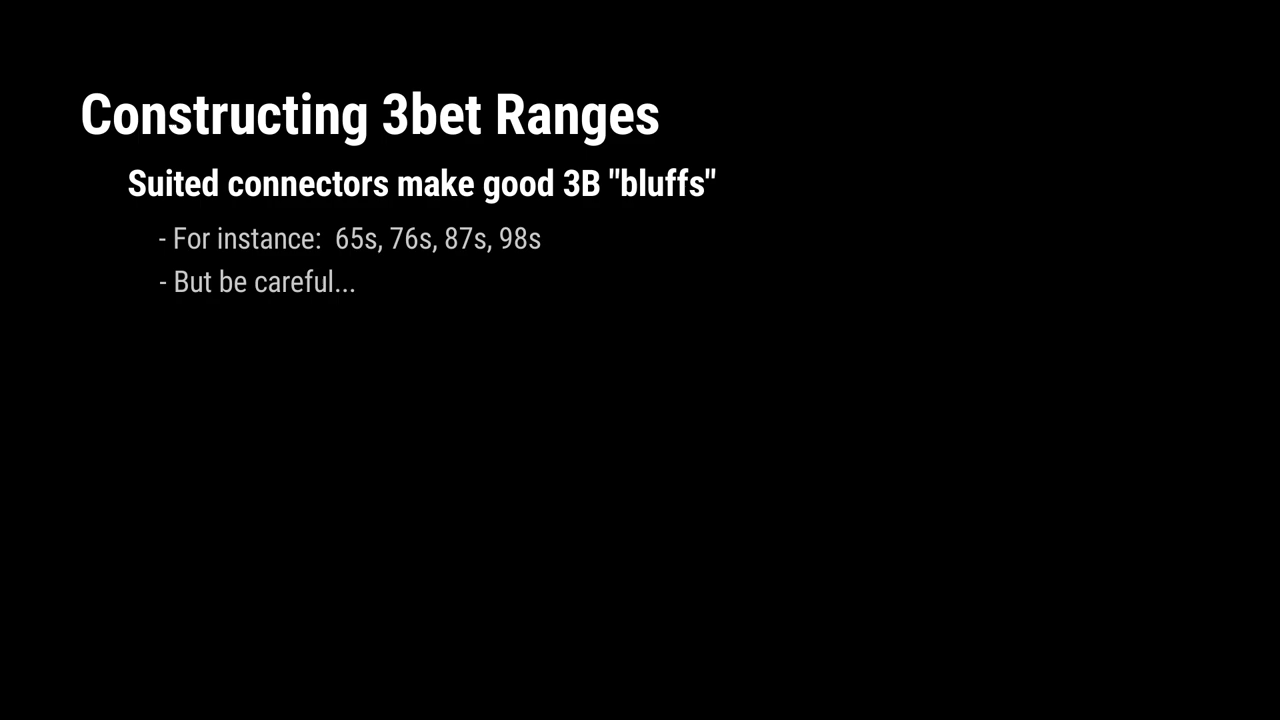 Constructing 3bet Ranges
Suited connectors make good 3B "bluffs"
- For instance:  65s, 76s, 87s, 98s
- But be careful...